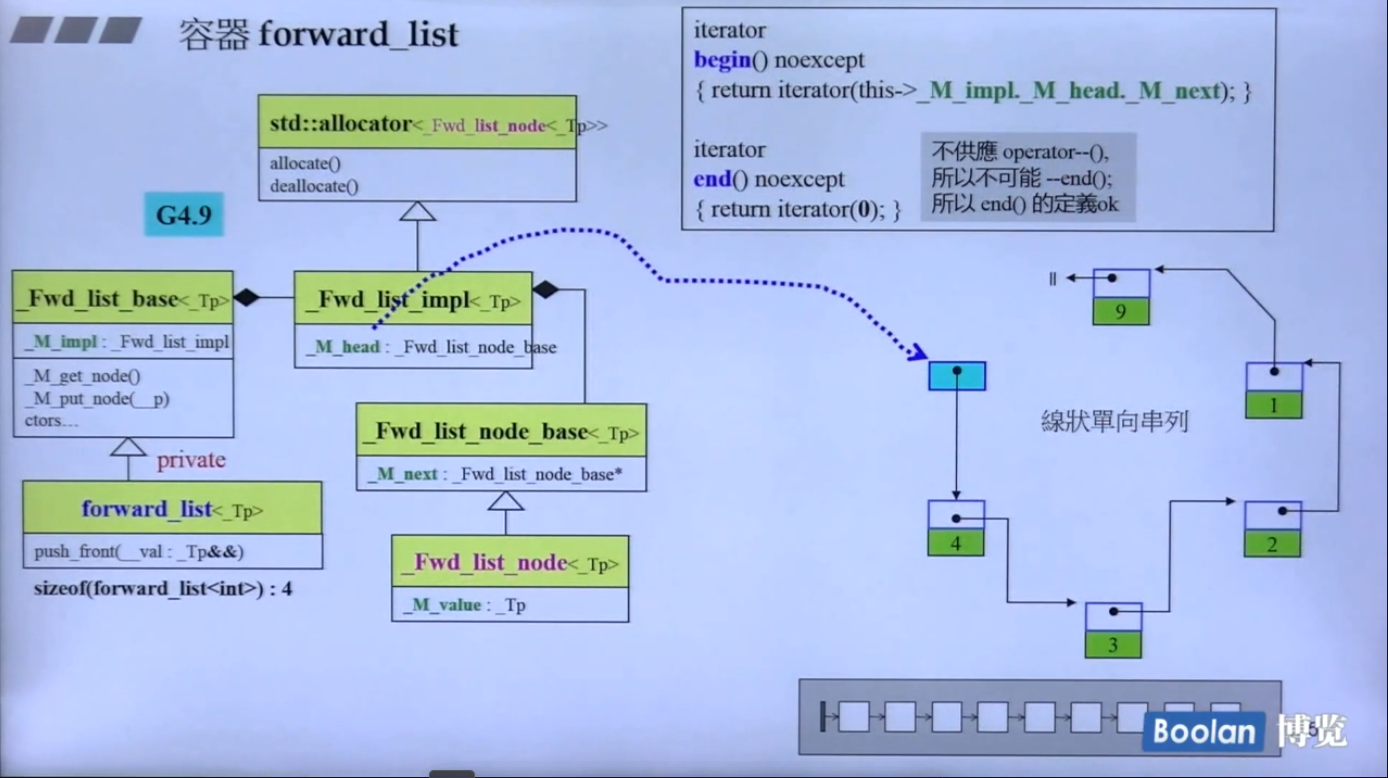 容器 forward_list
iterator
begin() noexcept
{ return iterator(this->_M_impl._M_head._M_next); }
iterator
end() noexcept
{ return iterator(0); }
不供應 operator--(),
所以不可能 --end();
所以 end() 的定義ok
std::allocator<_Fwd_list_node<_Tp>>
allocate()
deallocate()
G4.9
_Fwd_list_base<_Tp>
_M_impl : _Fwd_list_impl
_M_get_node()
_M_put_node(__p)
ctors...
_Fwd_list_impl<_Tp>
_M_head : _Fwd_list_node_base
private
forward_list<_Tp>
push_front(__val : _Tp&&)
sizeof(forward_list<int>) : 4
_Fwd_list_node_base<_Tp>
_M_next : _Fwd_list_node_base*
_Fwd_list_node<_Tp>
_M_value : _Tp
9
1
線狀單向串列
4
2
3
Boolan 博览